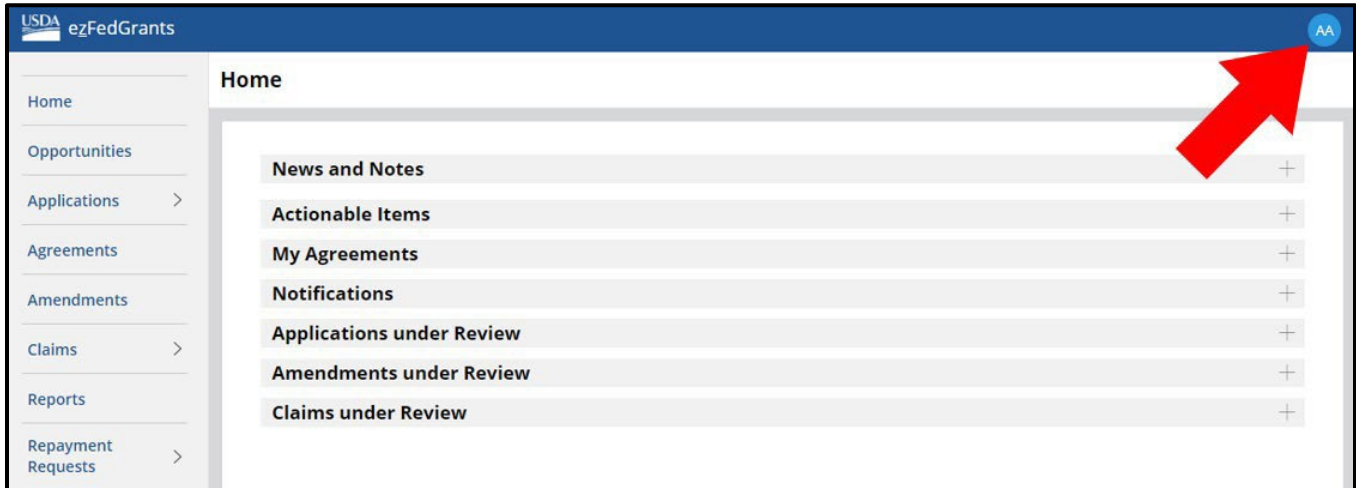 USDA ezFedGrants
AA
Home
Opportunities
Applications
Agreements
Amendments
Claims
Reports
Repayment
Requests
Home
News and Notes
Actionable Items
My Agreements
Notifications
Applications under Review
Amendments under Review
Claims under Review